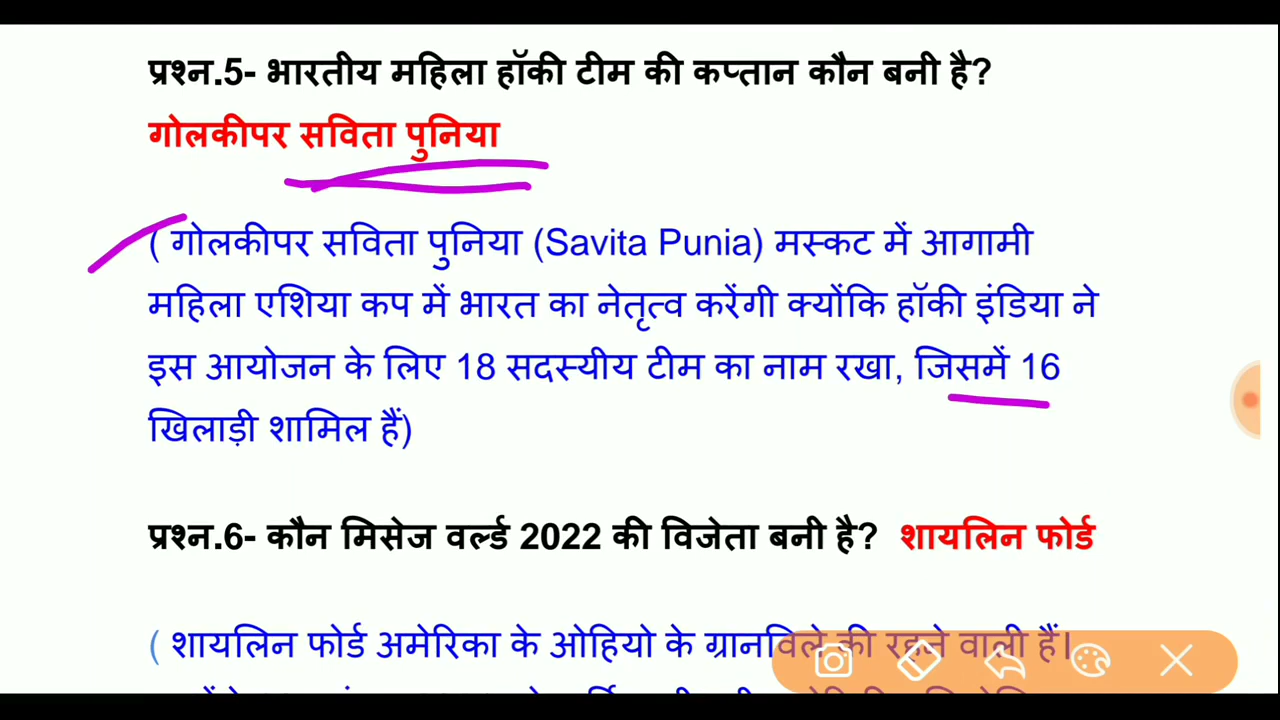 प्रश्न.5- भारतीय महिला हॉकी टीम की कप्तान कौन बनी है?
गोलकीपर सविता पुनिया
( गोलकीपर सविता पुनिया (Savita Punia) मस्कट में आगामी
महिला एशिया कप में भारत का नेतृत्व करेंगी क्योंकि हॉकी इंडिया ने
इस आयोजन के लिए 18 सदस्यीय टीम का नाम रखा, जिसमें 16
खिलाड़ी शामिल हैं)
प्रश्न.6- कौन मिसेज वर्ल्ड 2022 की विजेता बनी है? शायलिन फोर्ड
( शायलिन फोर्ड अमेरिका के ओहियो के ग्रानविले की रहने वाली हैं।